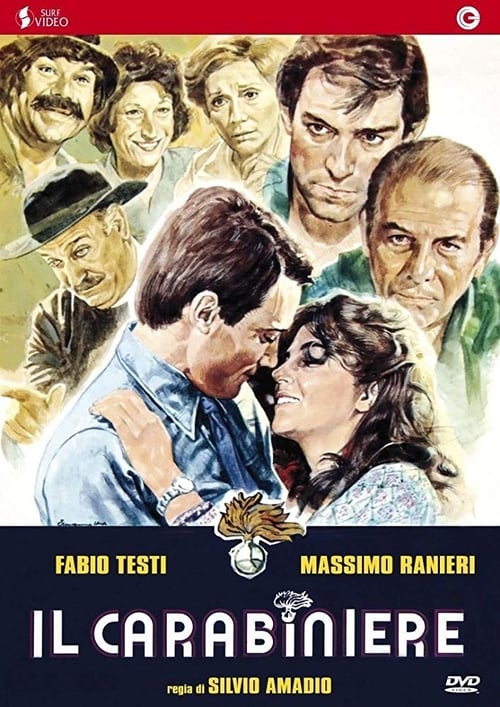 SURF
VIDEO
FABIO TESTI
MASSIMO RANIERI
IL CARABINIERE
regia di SILVIO AMADIO
DVD